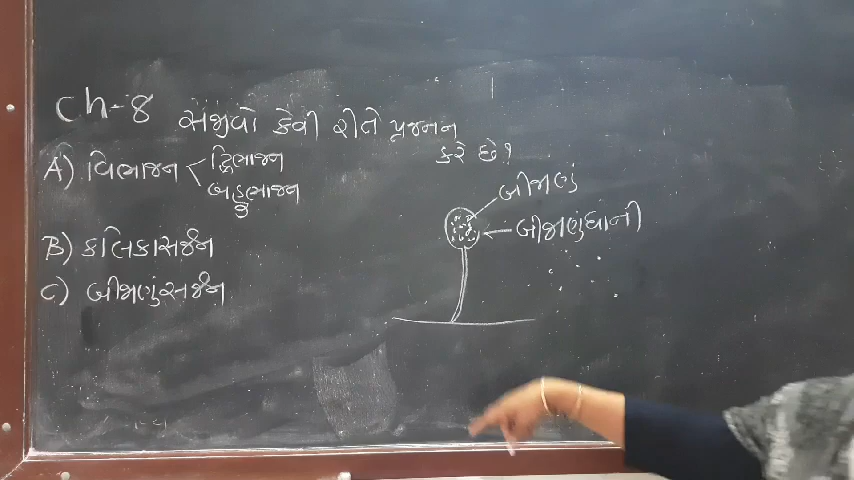 ch-8 સજીવો કેવી રીતે પ્રજનન
કરે છે?
A) વિભાજન < દ્વિભાજન
બહુભાજન
B) કલિકાસર્જન
C) બીજાણુંસર્જન
બીજાણું
બીજાણુંધાની